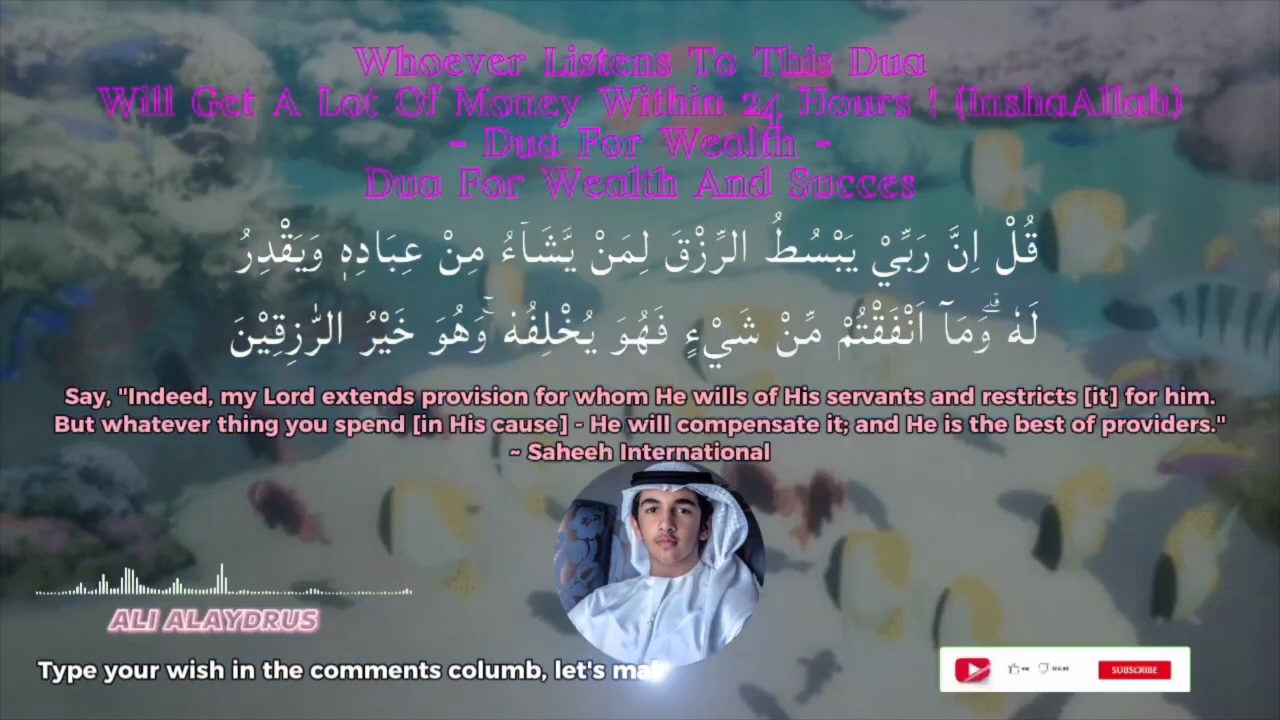 Whoever Listens To This Dua
Will Get A Lot Of Money Within 24 Hours ! (InshaAllah)
- Dua For Wealth -
Dua For Wealth And Succes
قُلْ اِنَّ رَبِّيْ يَبْسُطُ الرِّزْقَ لِمَنْ يَّشَاۤءُ مِنْ عِبَادِهٖ وَيَقْدِرُ
لَهٗ ۗوَمَآ اَنْفَقْتُمْ مِّنْ شَيْءٍ فَهُوَ يُخْلِفُهٗ ۚوَهُوَ خَيْرُ الرّٰزِقِيْنَ
Say, "Indeed, my Lord extends provision for whom He wills of His servants and restricts [it] for him.
But whatever thing you spend [in His cause] - He will compensate it; and He is the best of providers."
~ Saheeh International
ALI ALAYDRUS
Type your wish in the comments columb, let's ma
SUBSCRIBE